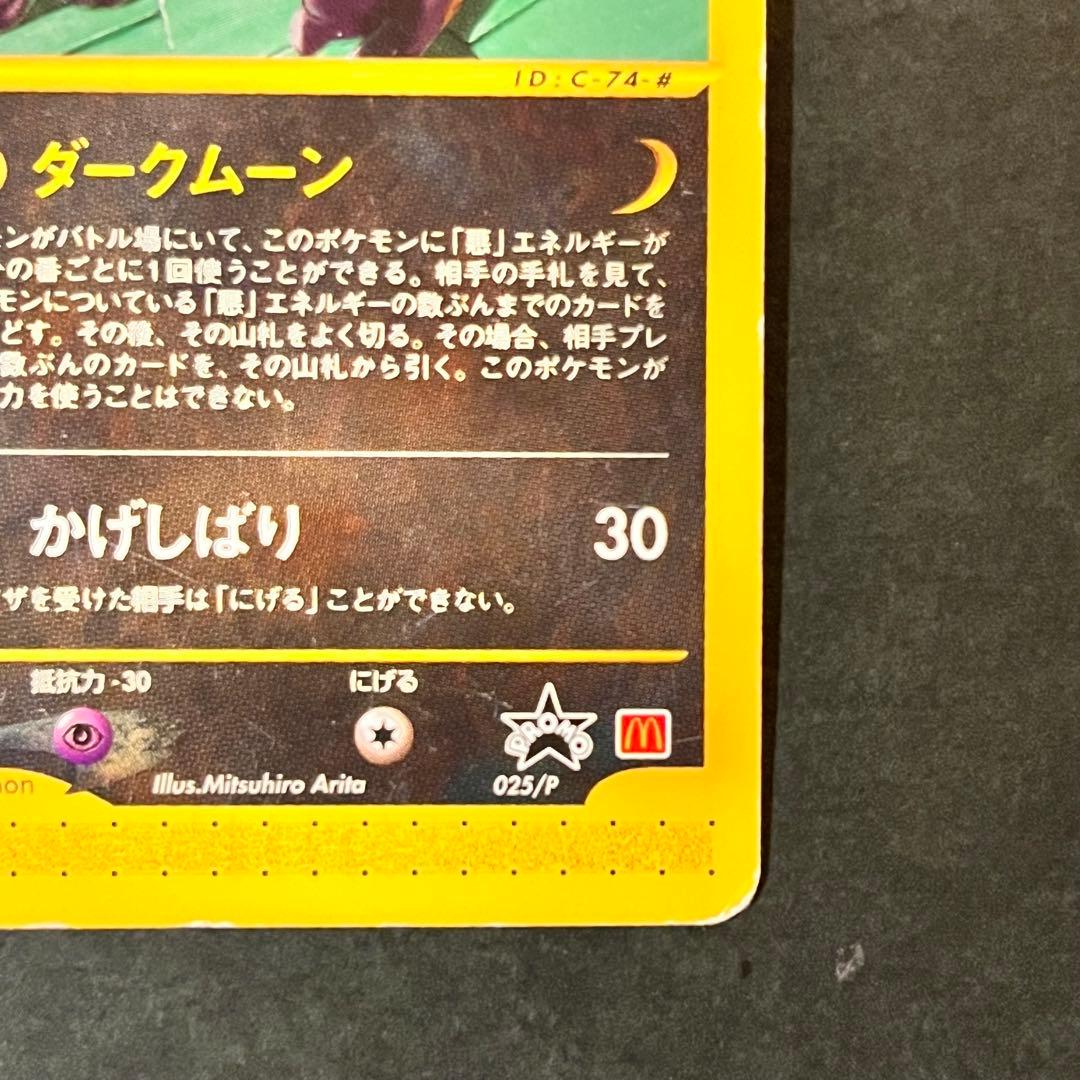 ID:C-74-#
ダークムーン
モンがバトル場にいて、このポケモンに「悪」エネルギーが
の番ごとに1回使うことができる。相手の手札を見て、
モンについている「悪」エネルギーの数ぶんまでのカードを
どす。その後、その山札をよく切る。その場合、相手プレ
数ぶんのカードを、その山札から引く。このポケモンが
力を使うことはできない。
かげしばり 30
ザを受けた相手は「にげる」ことができない。
抵抗力 -30 にげる
PROMO
mon Illus.Mitsuhiro Arita 025/P